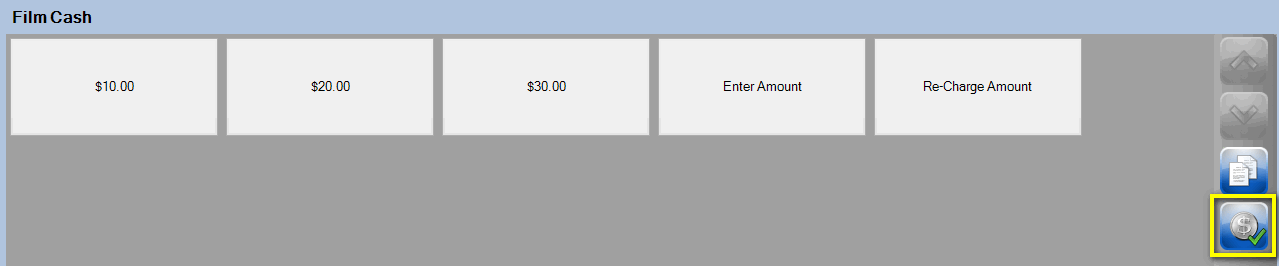 Film Cash
$10.00
$20.00
$30.00
Enter Amount
Re-Charge Amount
$